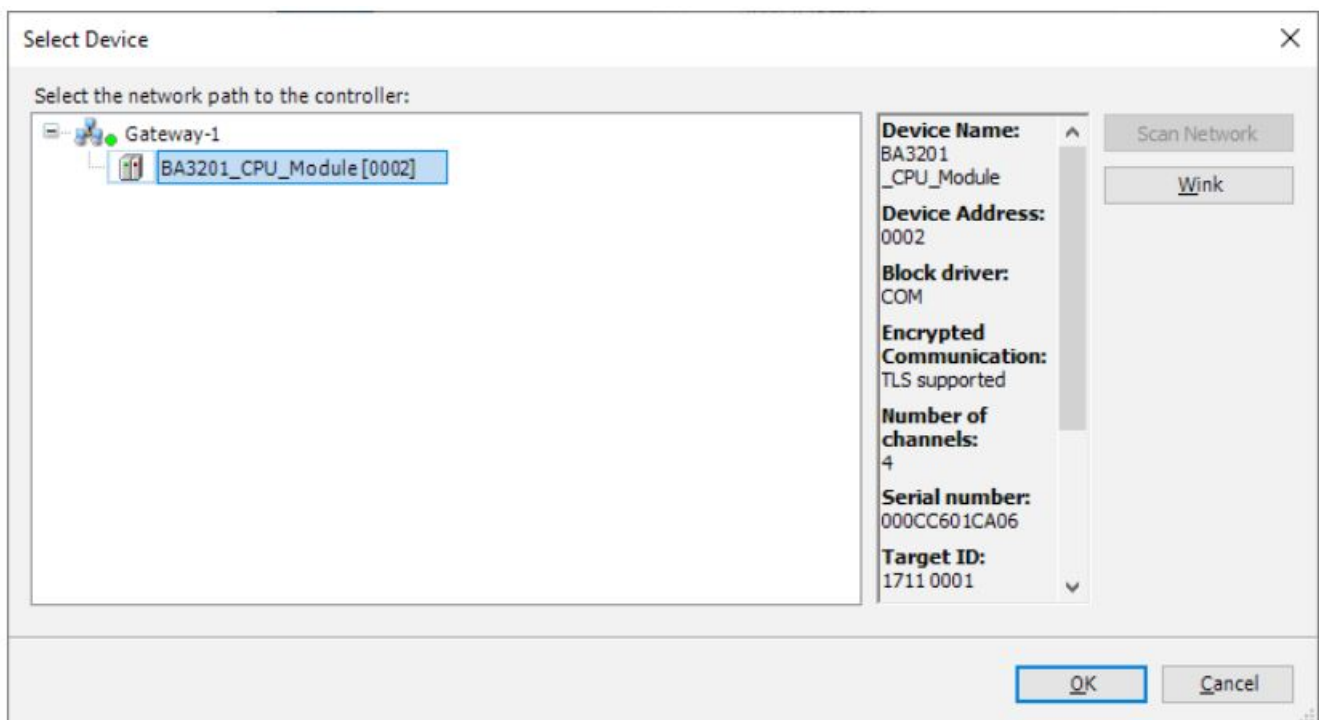 Select Device
Select the network path to the controller:
Gateway-1
BA3201_CPU_Module [0002]
Device Name:
BA3201
_CPU_Module
Device Address:
0002
Block driver:
COM
Encrypted
Communication:
TLS supported
Number of
channels:
4
Serial number:
000CC601CA06
Target ID:
1711 0001
Scan Network
Wink
OK
Cancel